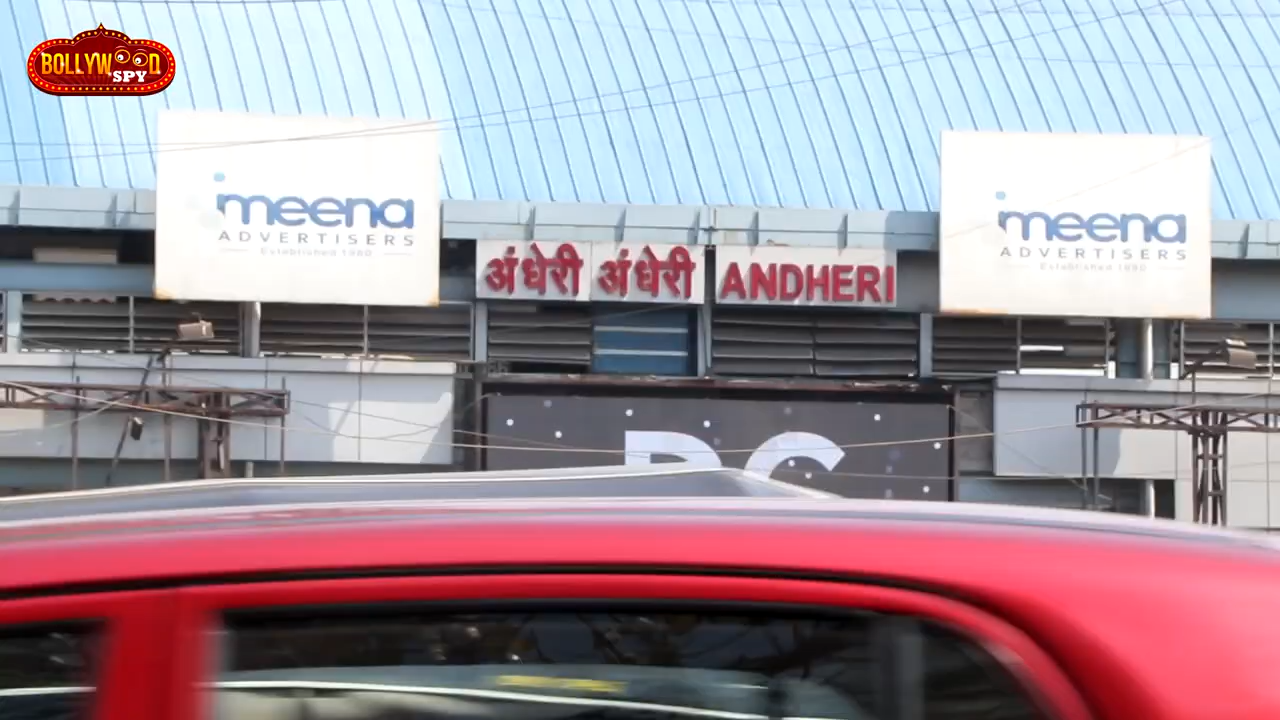 BOLLYWOOD
SPY
meena
ADVERTISERS
Established 1980
अंधेरी अंधेरी ANDHERI
meena
ADVERTISERS
Established 1980